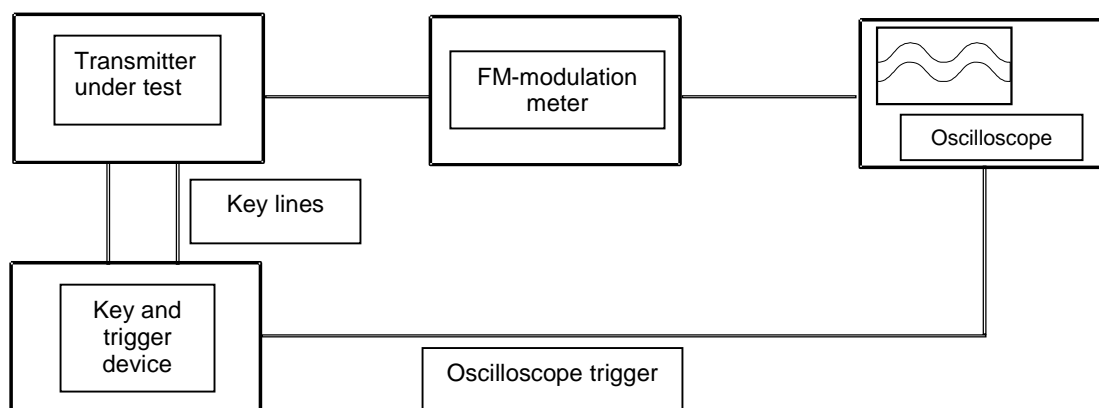 Transmitter
under test
FM-modulation
meter
Oscilloscope
Key lines
Key and
trigger
device
Oscilloscope trigger